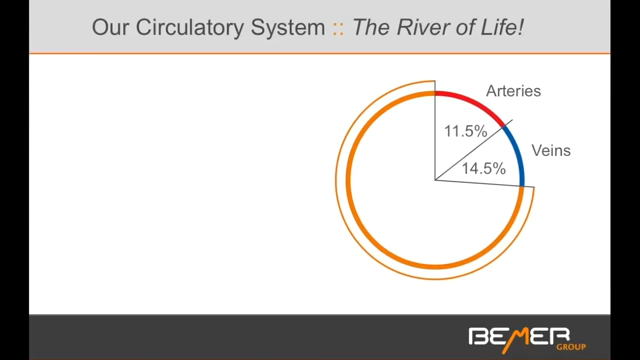 Our Circulatory System :: The River of Life!
Arteries
11.5%
Veins
14.5%
BEMER
GROUP